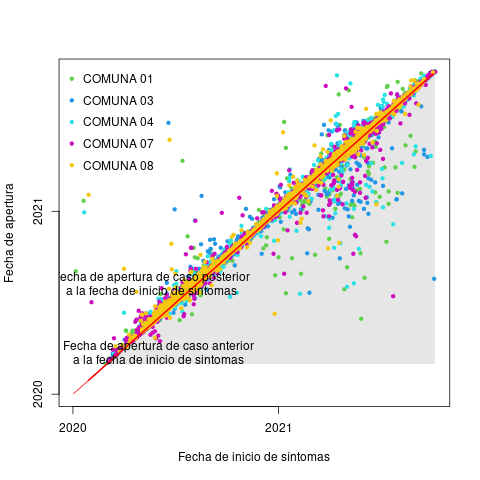 COMUNA 01
COMUNA 03
COMUNA 04
COMUNA 07
COMUNA 08
echa de apertura de caso posterior
a la fecha de inicio de síntomas
Fecha de apertura de caso anterior
a la fecha de inicio de síntomas
Fecha de apertura
2021
2020
2020
2021
Fecha de inicio de síntomas